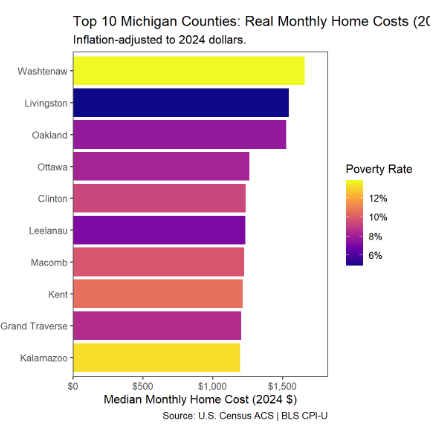 Top 10 Michigan Counties: Real Monthly Home Costs (20
Inflation-adjusted to 2024 dollars.
Washtenaw
Livingston
Oakland
Ottawa
Clinton
Leelanau
Macomb
Kent
Grand Traverse
Kalamazoo
$0 $500 $1,000 $1,500
Median Monthly Home Cost (2024 $)
Source: U.S. Census ACS | BLS CPI-U
Poverty Rate
12%
10%
8%
6%